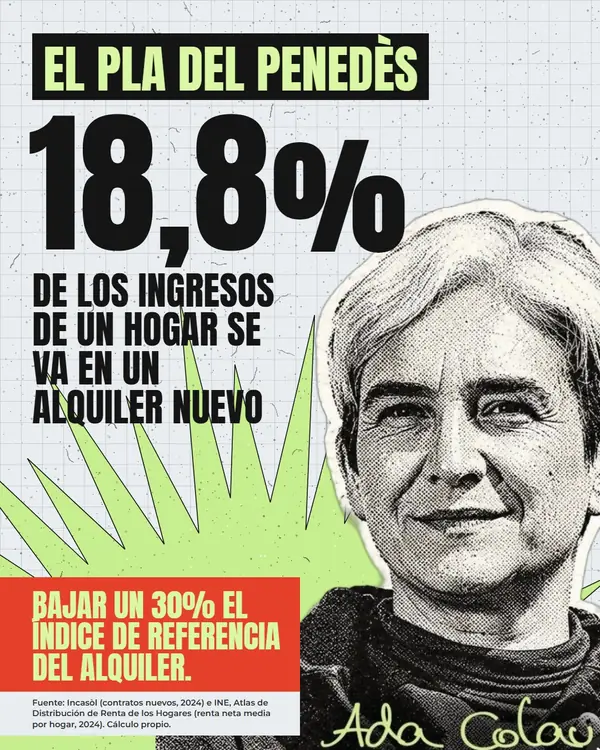 EL PLA DEL PENEDÈS
18,8%
DE LOS INGRESOS
DE UN HOGAR SE
VA EN UN
ALQUILER NUEVO
BAJAR UN 30% EL
ÍNDICE DE REFERENCIA
DEL ALQUILER.
Fuente: Incasòl (contratos nuevos, 2024) e INE, Atlas de
Distribución de Renta de los Hogares (renta neta media
por hogar, 2024). Cálculo propio.
Ada Colau